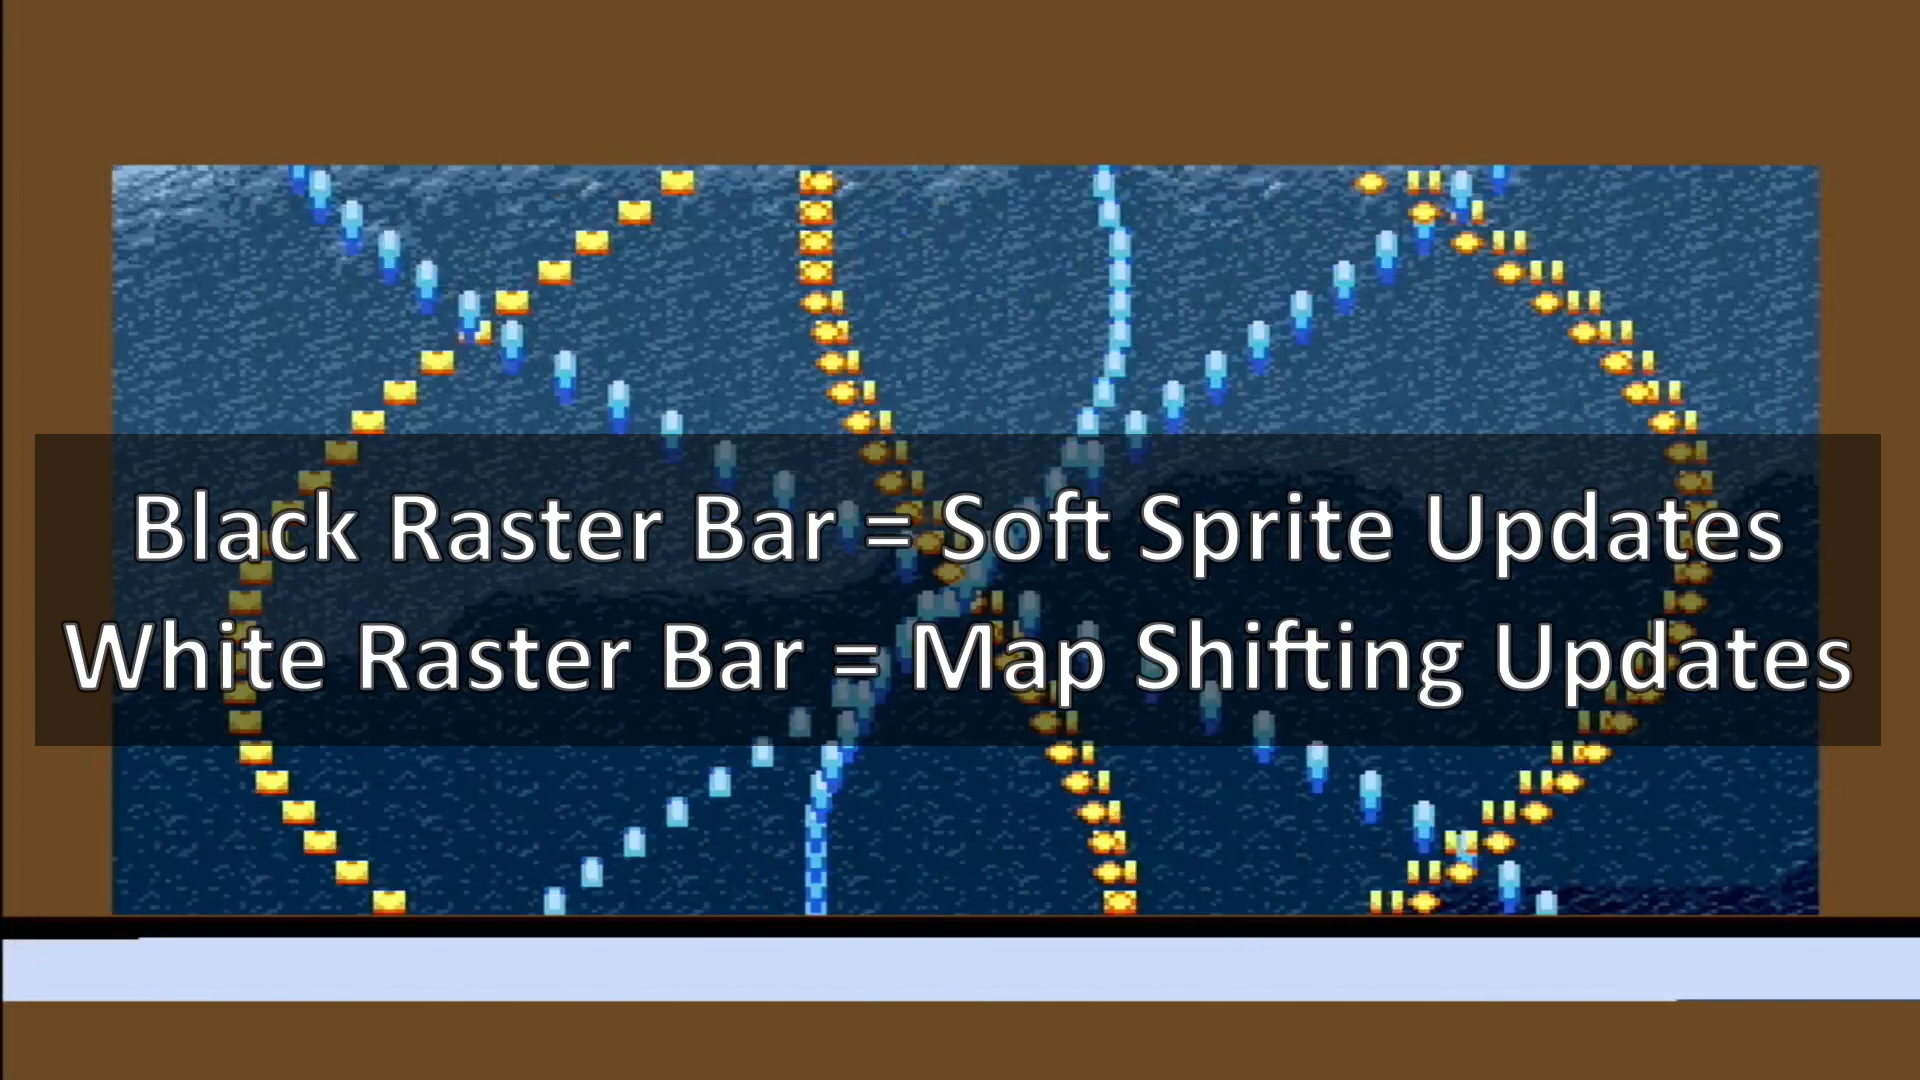 Black Raster Bar = Soft Sprite Updates
White Raster Bar = Map Shifting Updates